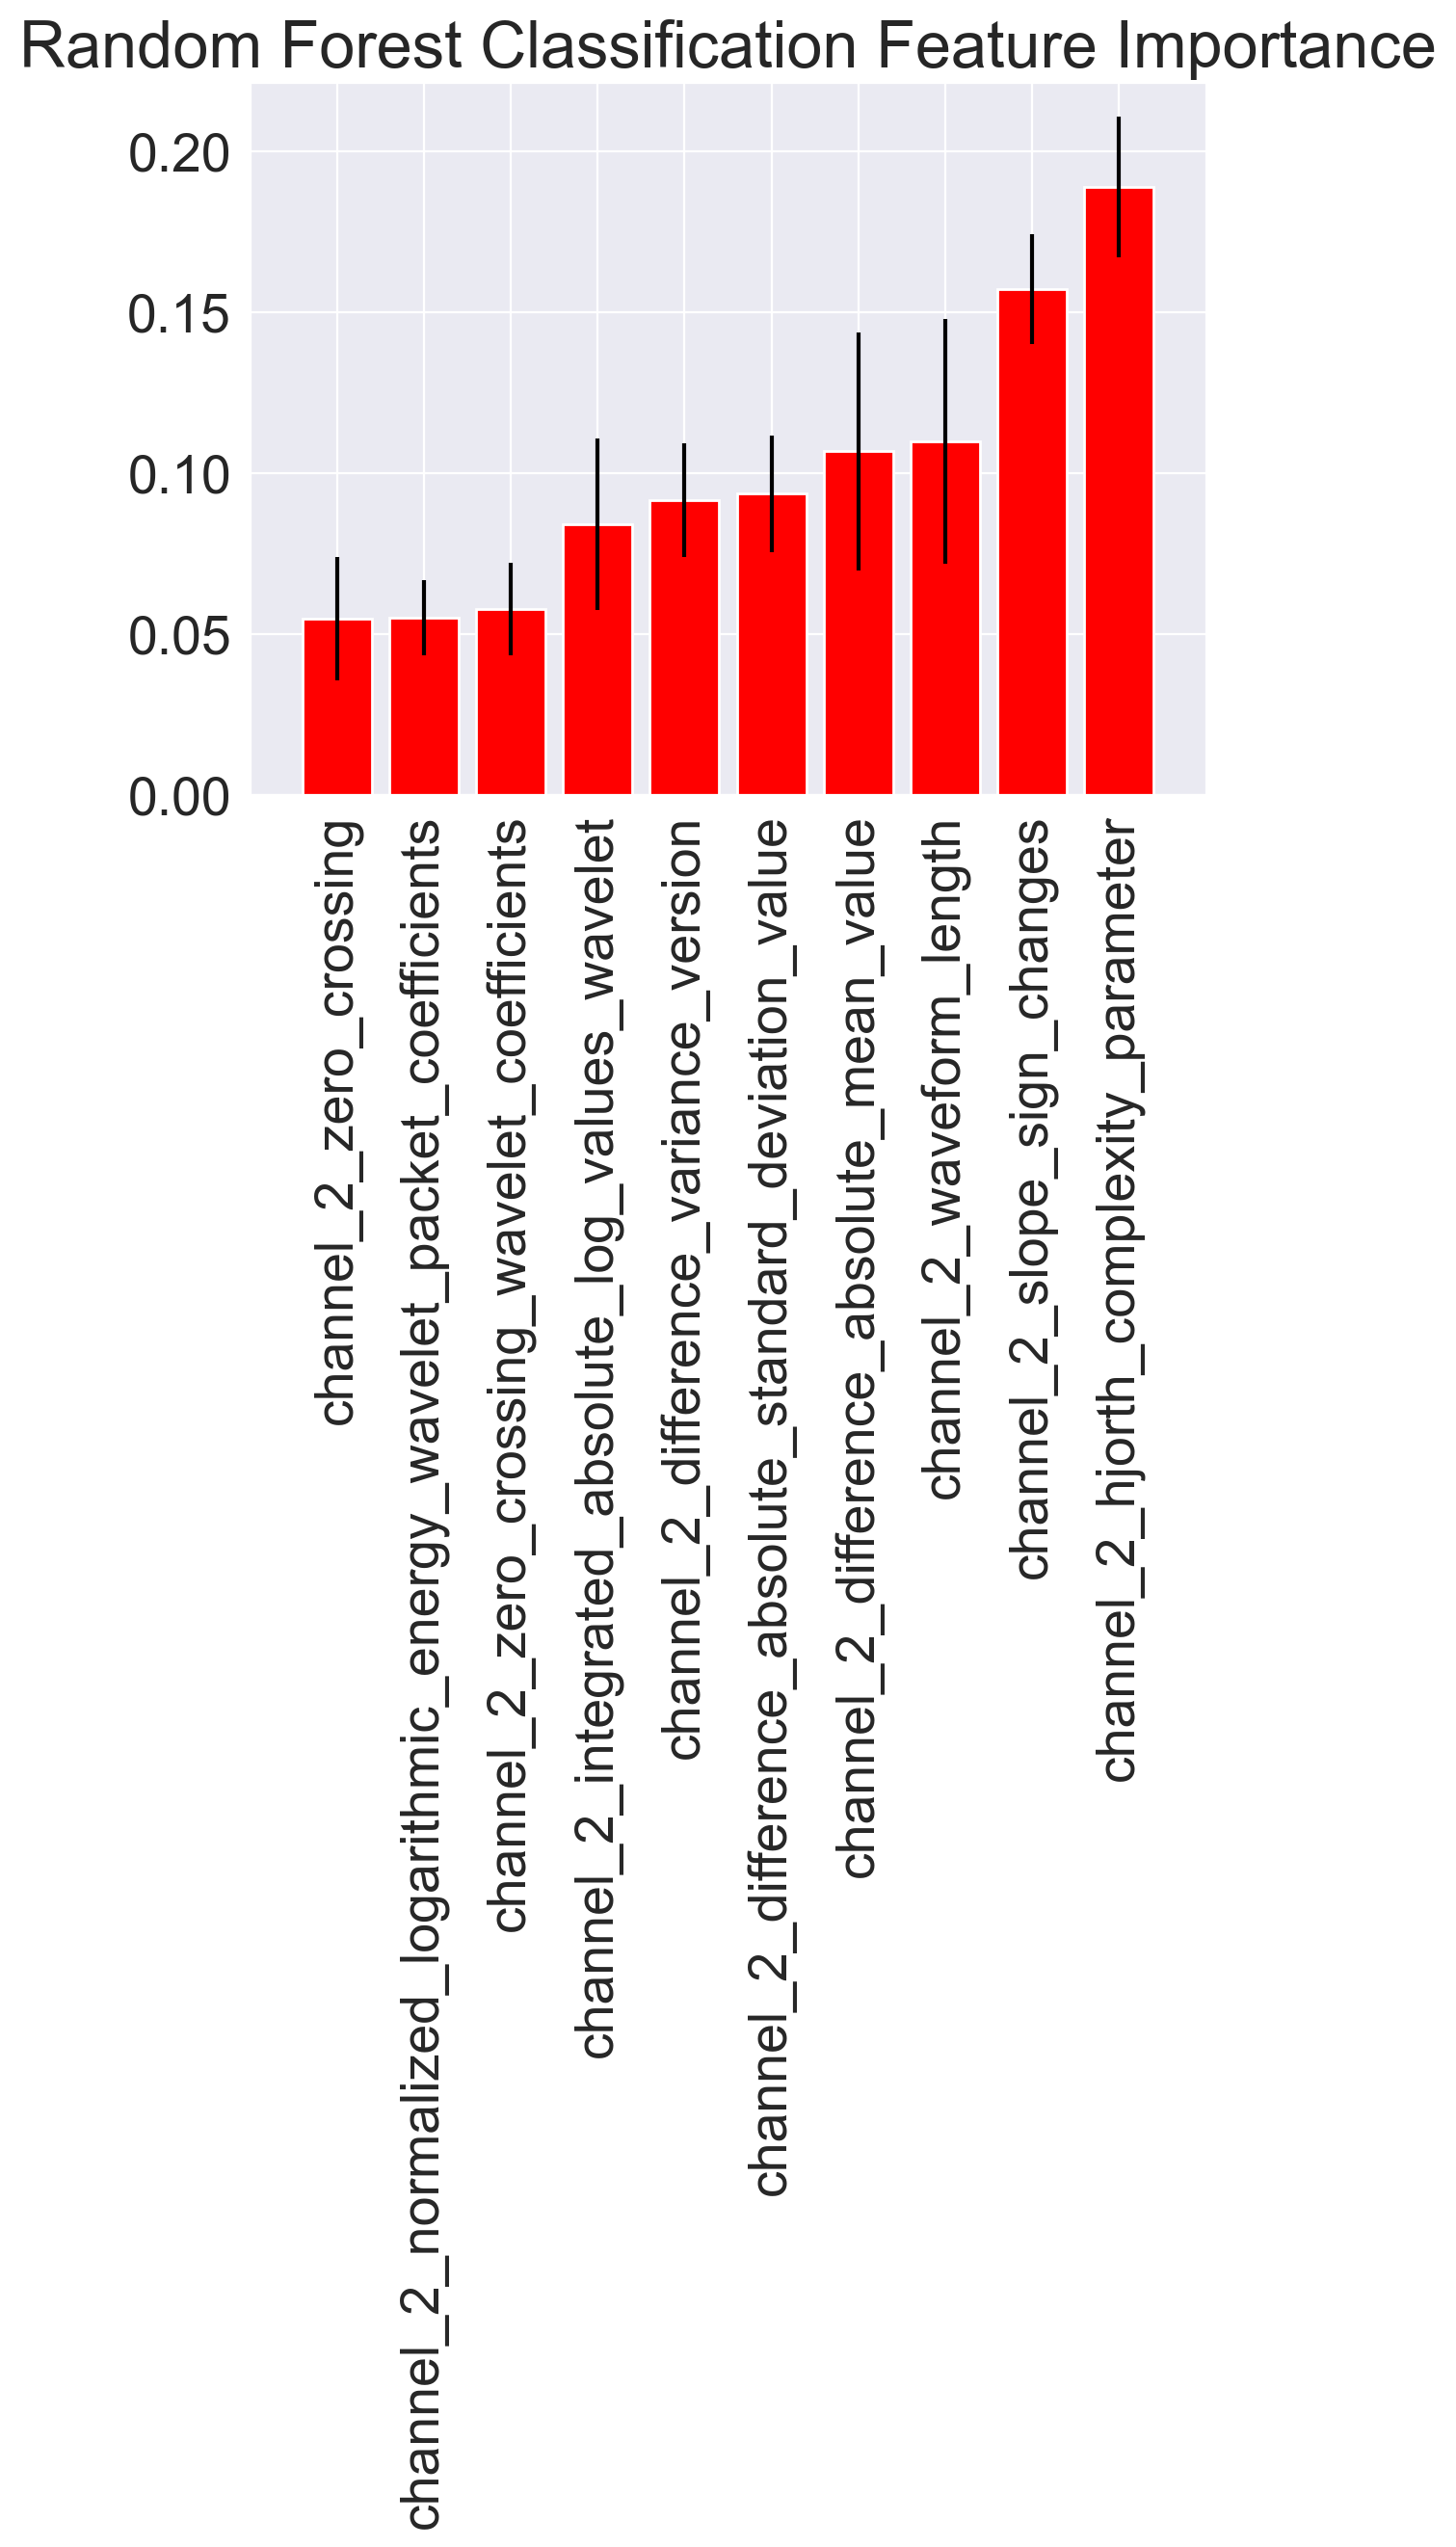 Random Forest Classification Feature Importance
0.20
0.15
0.10
0.05
0.00
channel_2_zero_crossing
channel_2_normalized_logarithmic_energy_wavelet_packet_coefficients
channel_2_zero_crossing_wavelet_coefficients
channel_2_integrated_absolute_log_values_wavelet
channel_2_difference_variance_version
channel_2_difference_absolute_standard_deviation_value
channel_2_difference_absolute_mean_value
channel_2_waveform_length
channel_2_slope_sign_changes
channel_2_hjorth_complexity_parameter